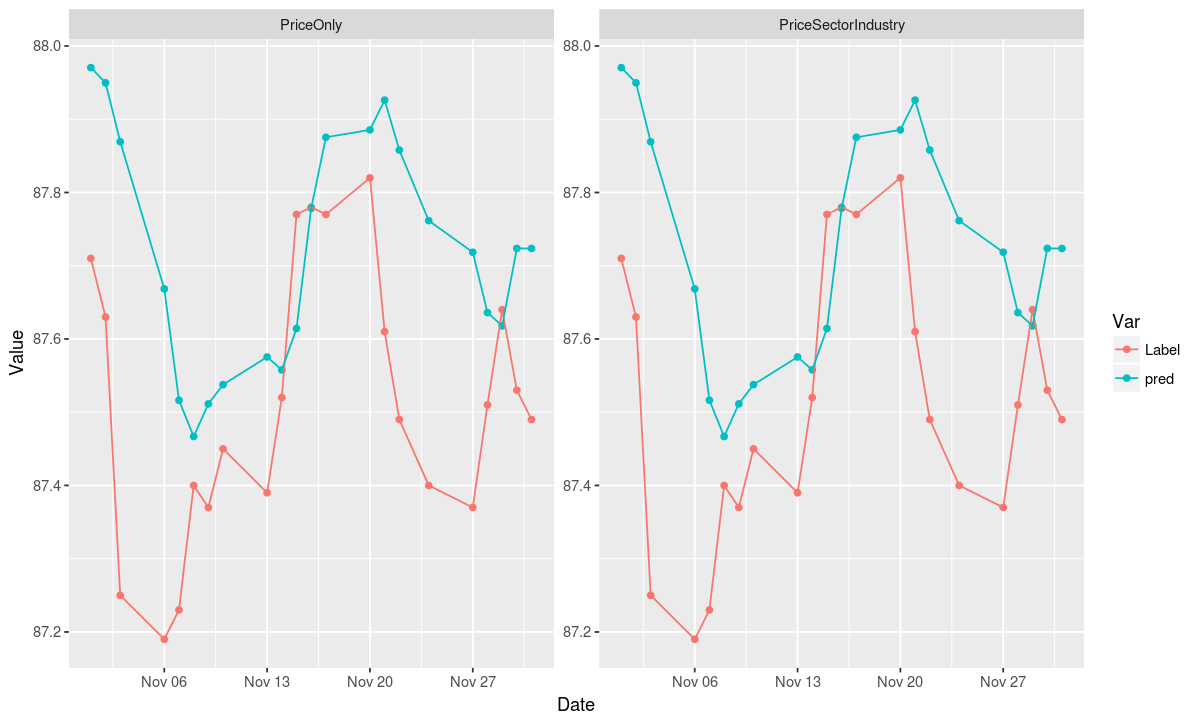 PriceOnly
PriceSectorIndustry
88.0
87.8
87.6
87.4
87.2
88.0
87.8
87.6
87.4
87.2
Value
Nov 06
Nov 13
Nov 20
Nov 27
Nov 06
Nov 13
Nov 20
Nov 27
Date
Var
Label
pred